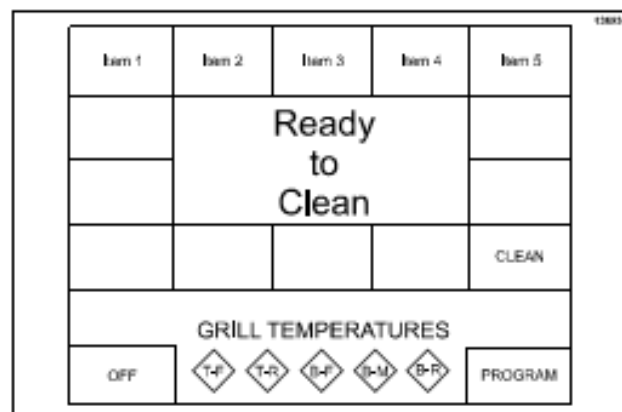 Item 1 Item 2 Item 3 Item 4 Item 5
Ready
to
Clean
CLEAN
GRILL TEMPERATURES
OFF T-F T-R B-F B-M B-R PROGRAM